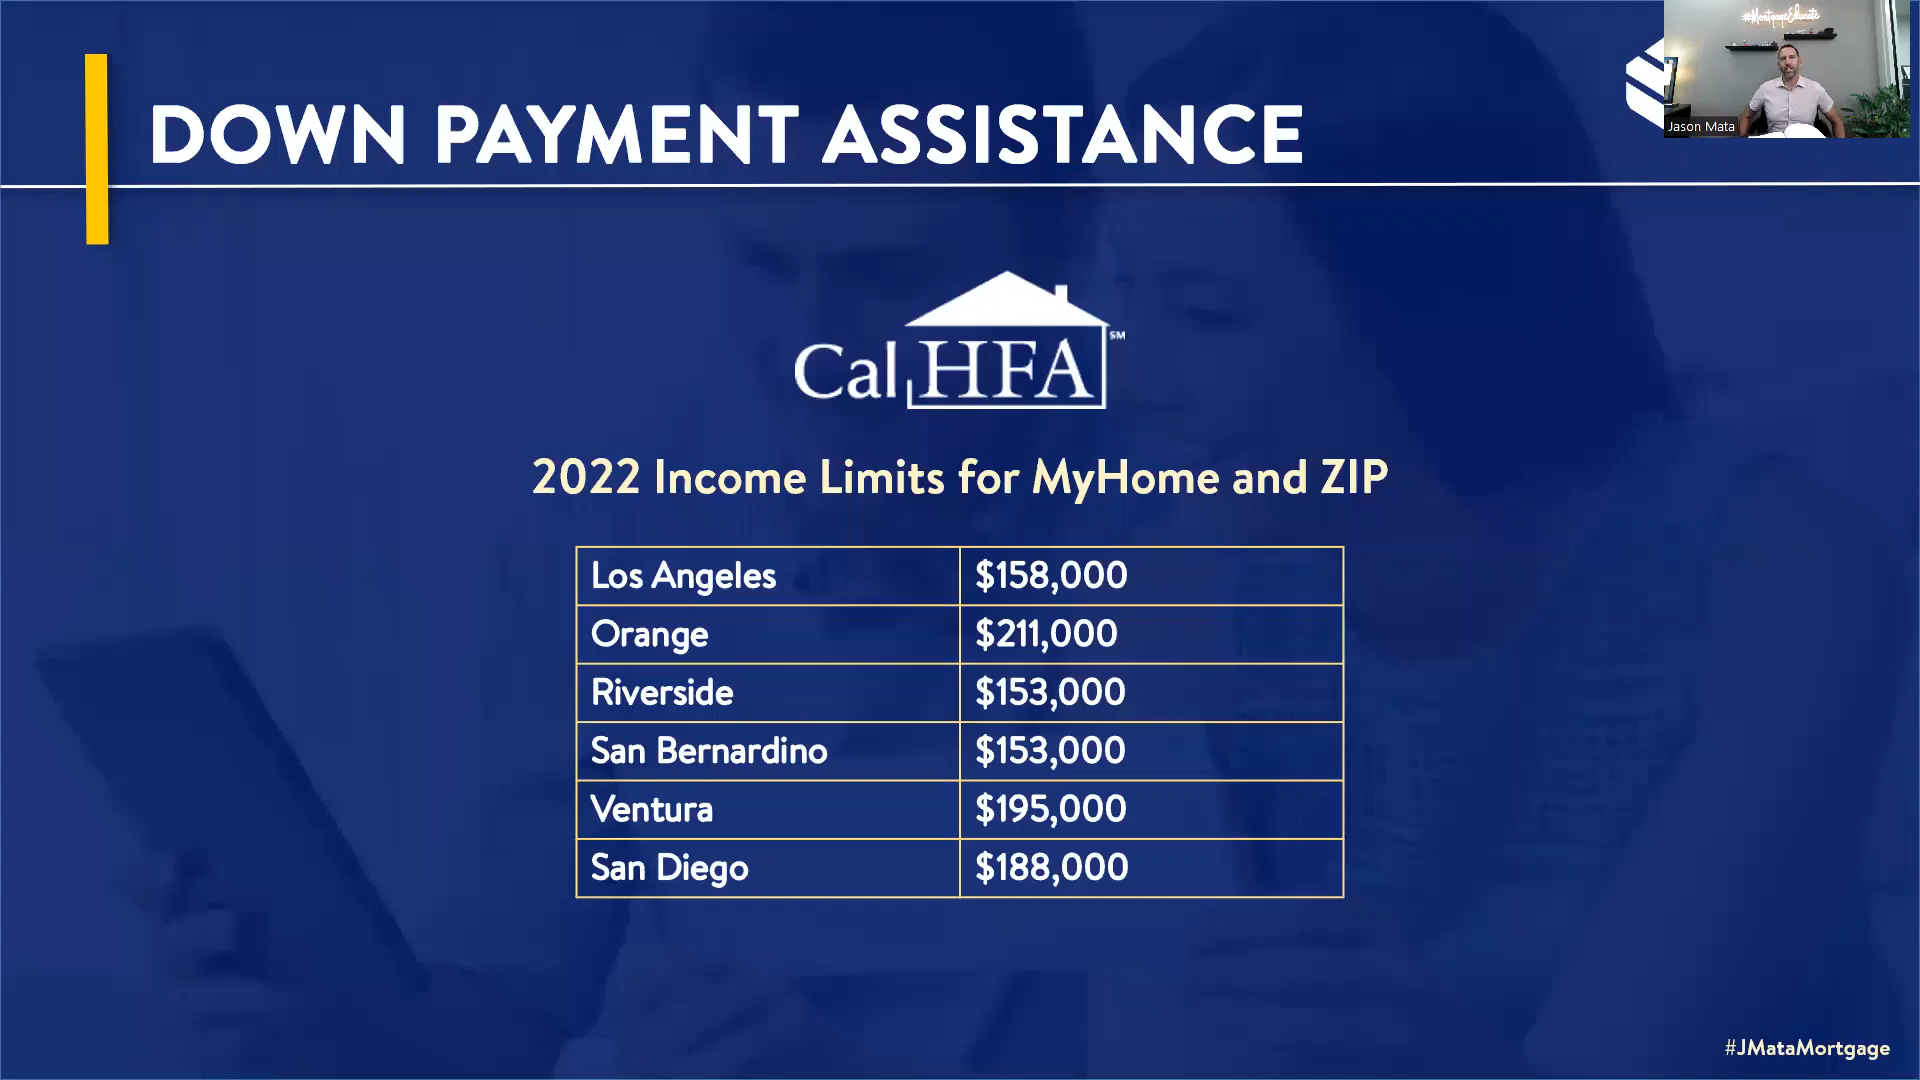 #MortgageEducate
Jason Mata
DOWN PAYMENT ASSISTANCE
Cal HFA SM
2022 Income Limits for MyHome and ZIP
Los Angeles $158,000
Orange $211,000
Riverside $153,000
San Bernardino $153,000
Ventura $195,000
San Diego $188,000
#JMataMortgage